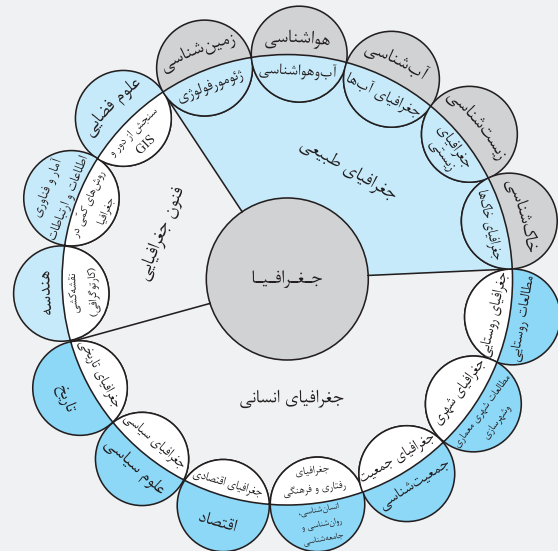 جغرافیا
جغرافیای طبیعی
زمین‌شناسی
ژئومورفولوژی
هواشناسی
آب‌وهواشناسی
آب‌شناسی
جغرافیای آب‌ها
زیست‌شناسی
جغرافیای
زیستی
خاک‌شناسی
جغرافیای خاک‌ها
جغرافیای انسانی
مطالعات روستایی
جغرافیای روستایی
مطالعات شهری معماری
وشهرسازی
جغرافیای شهری
جمعیت‌شناسی
جغرافیای جمعیت
جغرافیای
رفتاری و فرهنگی
انسان‌شناسی،
روان‌شناسی و
جامعه‌شناسی
جغرافیای اقتصادی
اقتصاد
جغرافیای سیاسی
علوم سیاسی
جغرافیای تاریخی
تاریخ
فنون جغرافیایی
هندسه
نقشه‌کشی
(کارتوگرافی)
آمار و فناوری
اطلاعات و ارتباطات
روش‌های کمّی در
جغرافیا
علوم فضایی
سنجش از دور و
GIS